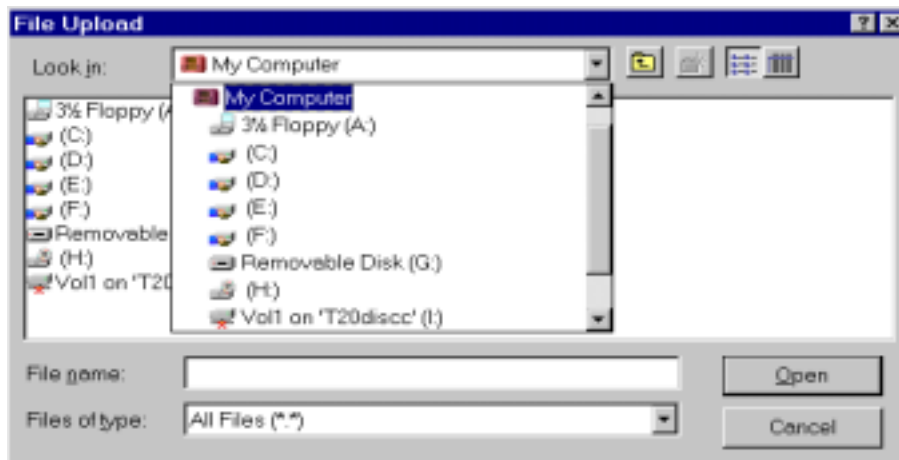 File Upload
Look in: My Computer
My Computer
3½ Floppy (A:)
(C:)
(D:)
(E:)
(F:)
Removable Disk (G:)
(H:)
Vol1 on 'T20discc' (I:)
3½ Floppy (A
(C:)
(D:)
(E:)
(F:)
Removable
(H:)
Vol1 on 'T20
File name:
Open
Files of type: All Files (*.*)
Cancel